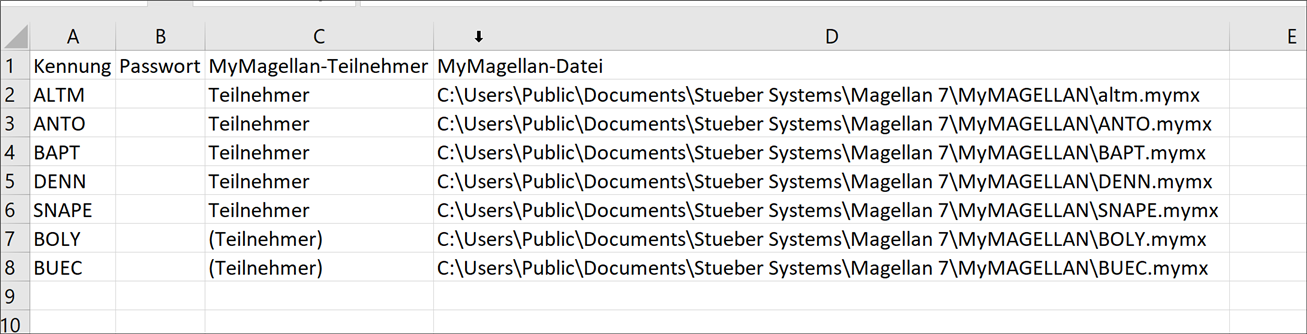 A B C D E
1 Kennung Passwort MyMagellan-Teilnehmer MyMagellan-Datei
2 ALTM Teilnehmer C:\Users\Public\Documents\Stueber Systems\Magellan 7\MyMAGELLAN\altm.mymx
3 ANTO Teilnehmer C:\Users\Public\Documents\Stueber Systems\Magellan 7\MyMAGELLAN\ANTO.mymx
4 BAPT Teilnehmer C:\Users\Public\Documents\Stueber Systems\Magellan 7\MyMAGELLAN\BAPT.mymx
5 DENN Teilnehmer C:\Users\Public\Documents\Stueber Systems\Magellan 7\MyMAGELLAN\DENN.mymx
6 SNAPE Teilnehmer C:\Users\Public\Documents\Stueber Systems\Magellan 7\MyMAGELLAN\SNAPE.mymx
7 BOLY (Teilnehmer) C:\Users\Public\Documents\Stueber Systems\Magellan 7\MyMAGELLAN\BOLY.mymx
8 BUEC (Teilnehmer) C:\Users\Public\Documents\Stueber Systems\Magellan 7\MyMAGELLAN\BUEC.mymx
9
10